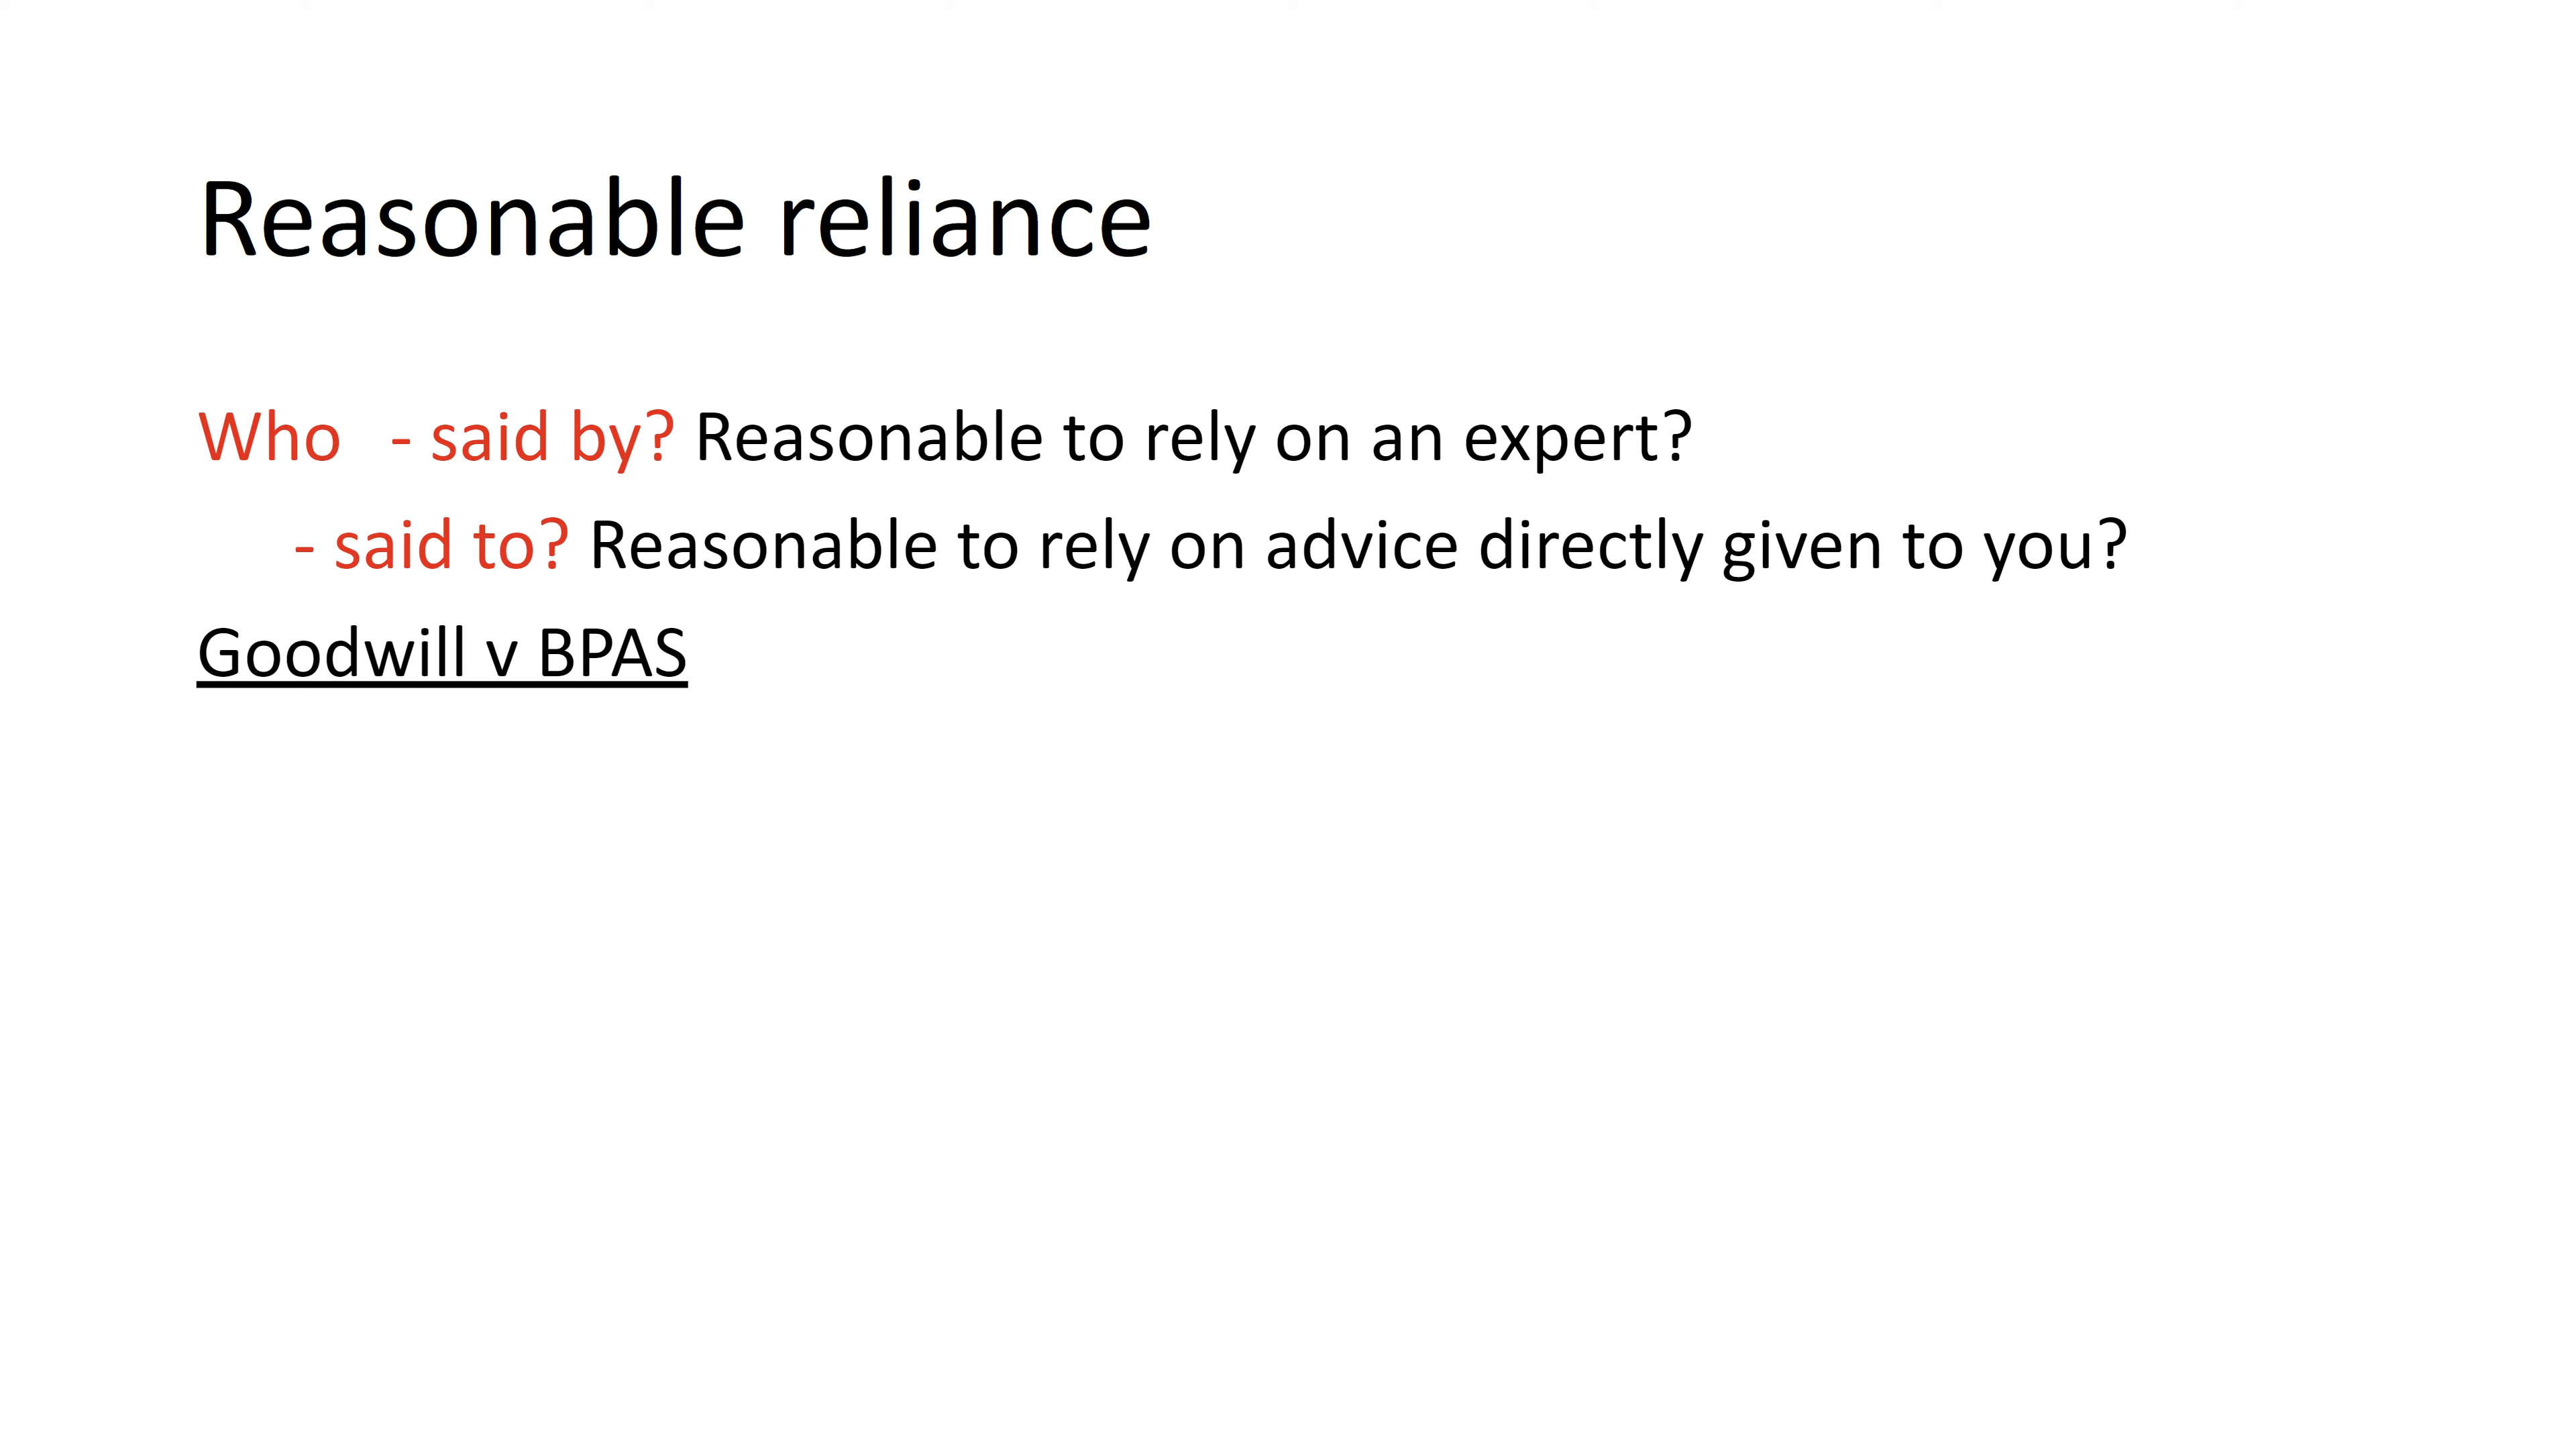 Reasonable reliance
Who - said by? Reasonable to rely on an expert?
- said to? Reasonable to rely on advice directly given to you?
Goodwill v BPAS